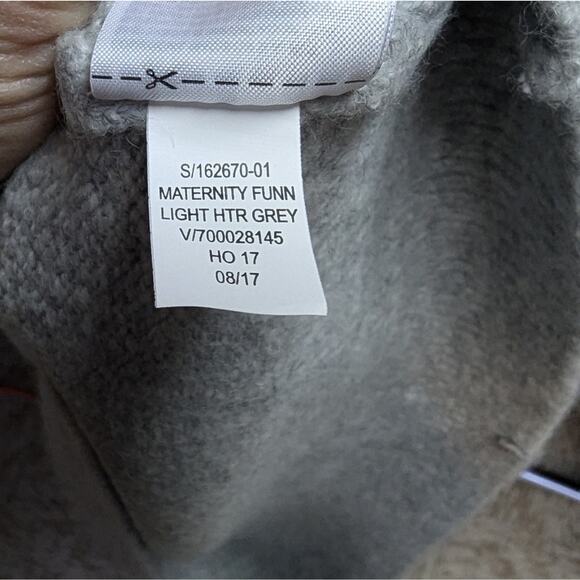 S/162670-01
MATERNITY FUNN
LIGHT HTR GREY
V/700028145
HO 17
08/17